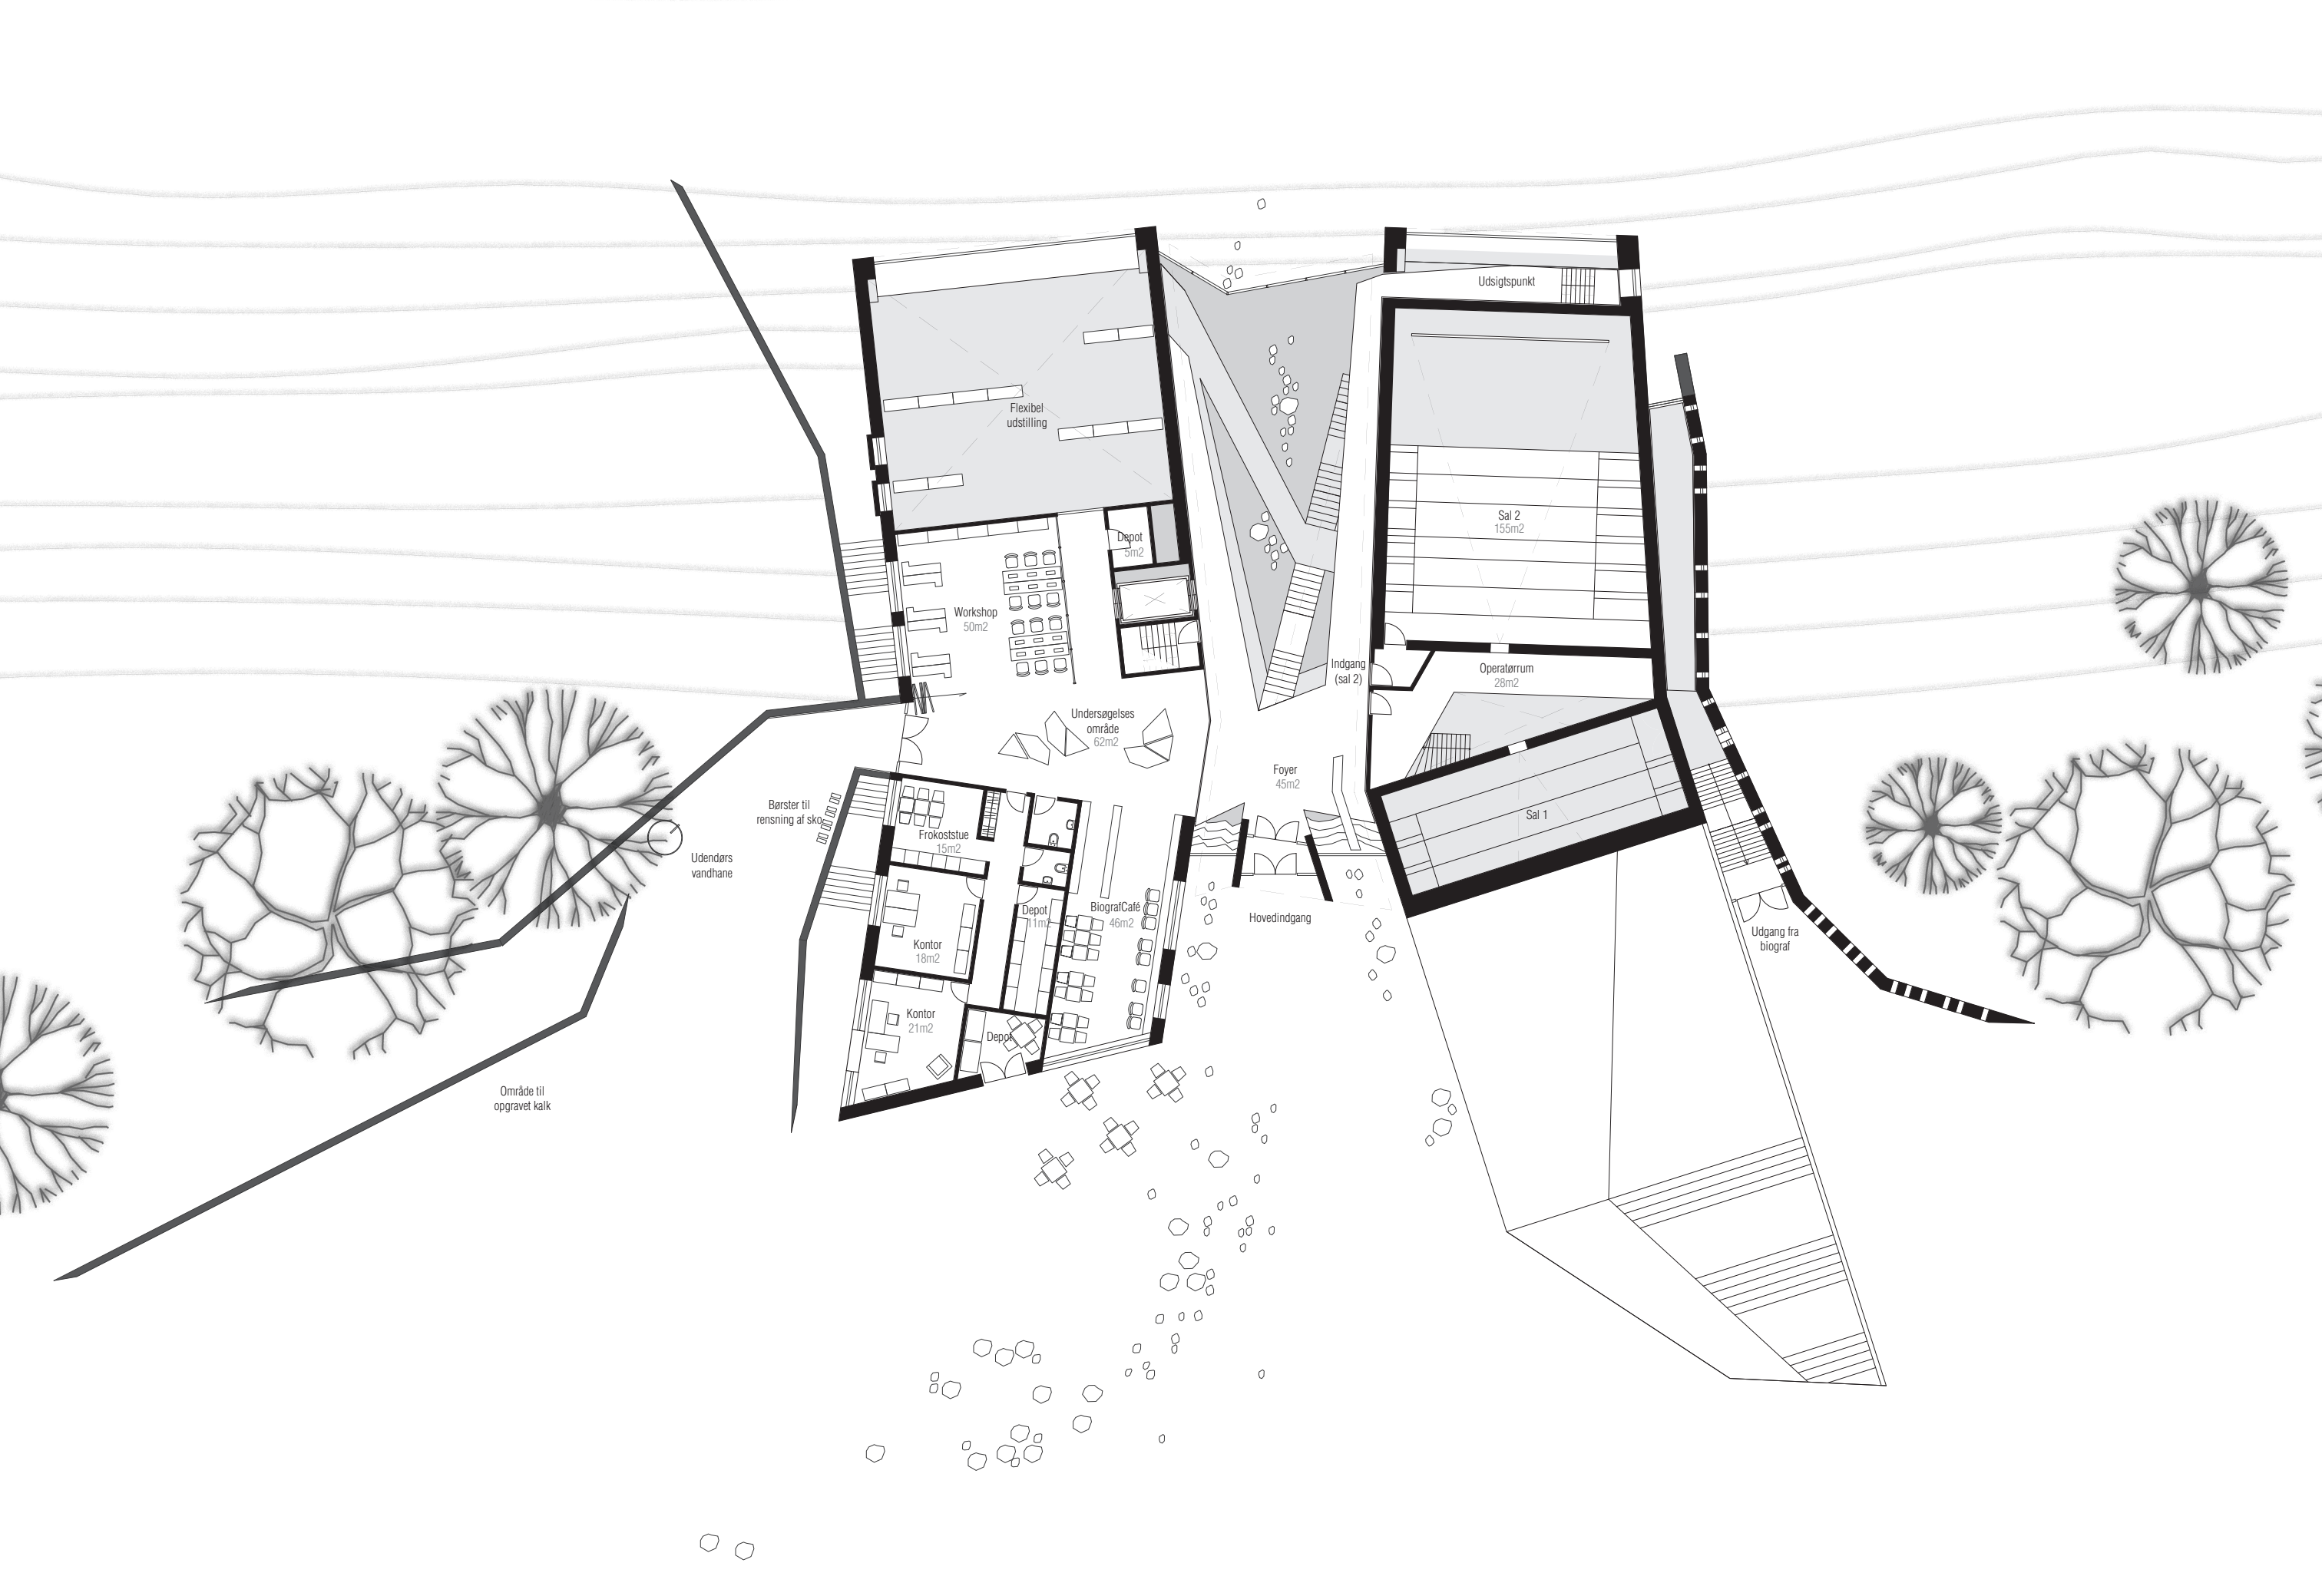 Udsigtspunkt
Flexibel
udstilling
Sal 2
155m2
Depot
5m2
Workshop
50m2
Indgang
(sal 2)
Operatørrum
28m2
Undersøgelses
område
62m2
Foyer
45m2
Børster til
rensning af sko
Sal 1
Frokoststue
15m2
Udendørs
vandhane
Depot
11m2
BiografCafé
46m2
Hovedindgang
Udgang fra
biograf
Kontor
18m2
Kontor
21m2
Depot
Område til
opgravet kalk